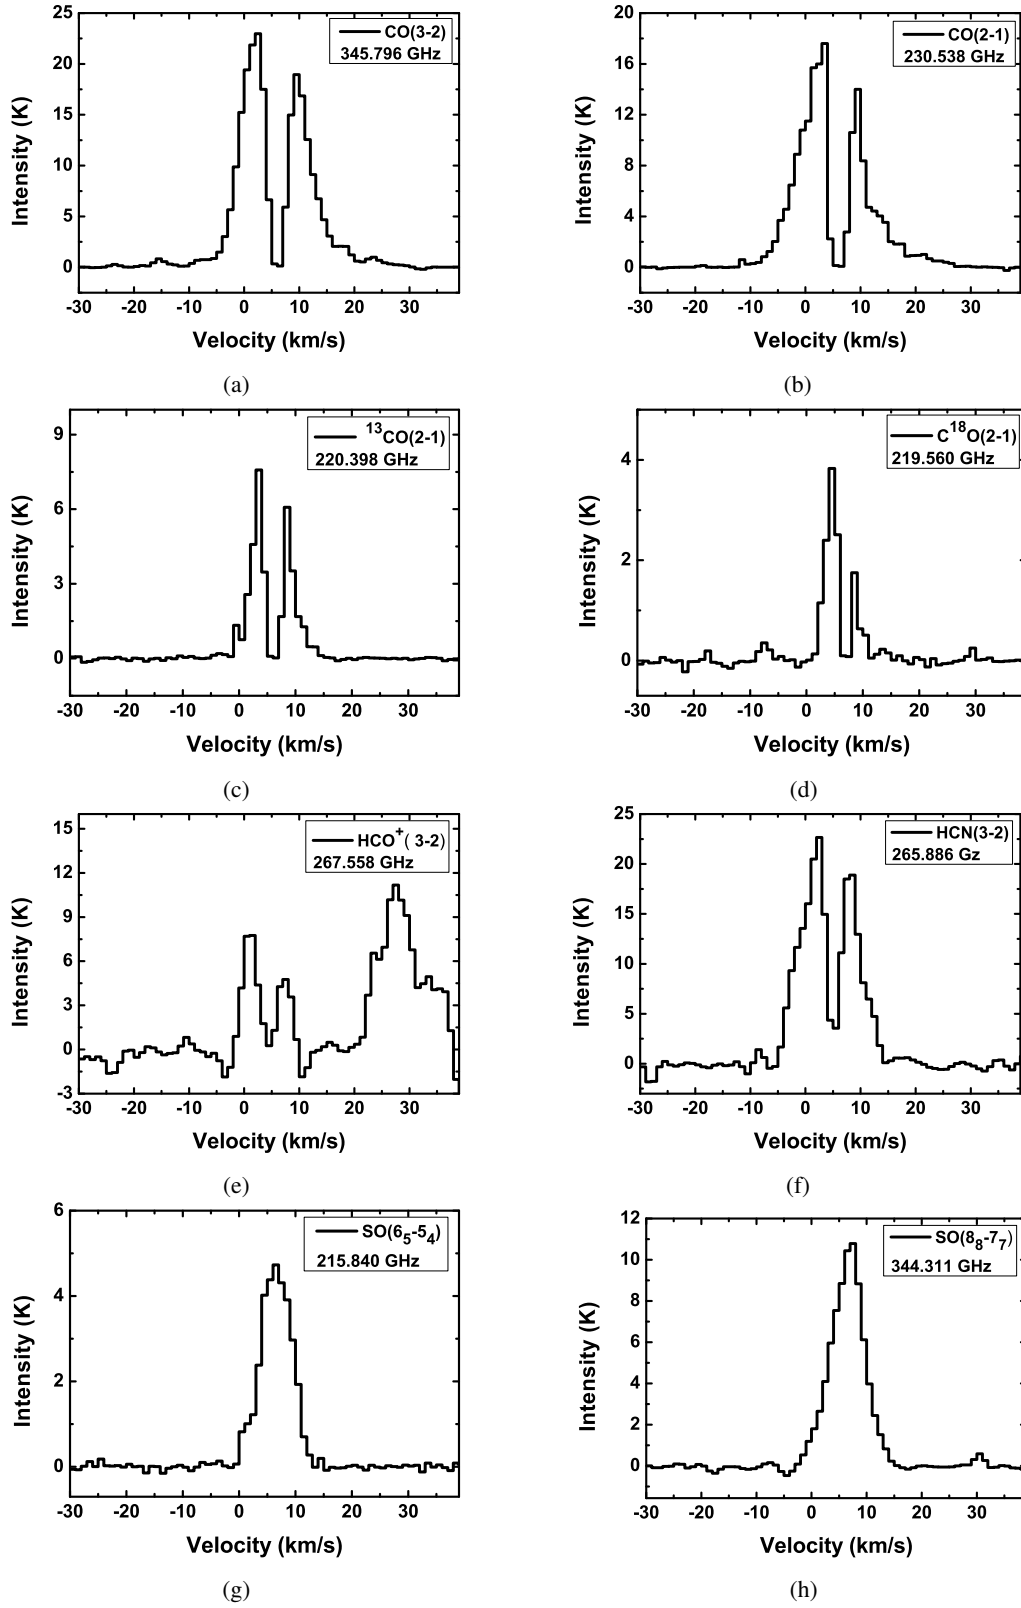 CO(3-2)
345.796 GHz
25
20
15
10
5
0
Intensity (K)
-30 -20 -10 0 10 20 30
Velocity (km/s)
(a)
CO(2-1)
230.538 GHz
20
16
12
8
4
0
Intensity (K)
-30 -20 -10 0 10 20 30
Velocity (km/s)
(b)
¹³CO(2-1)
220.398 GHz
9
6
3
0
Intensity (K)
-30 -20 -10 0 10 20 30
Velocity (km/s)
(c)
C¹⁸O(2-1)
219.560 GHz
4
2
0
Intensity (K)
-30 -20 -10 0 10 20 30
Velocity (km/s)
(d)
HCO⁺( 3-2)
267.558 GHz
15
12
9
6
3
0
-3
Intensity (K)
-30 -20 -10 0 10 20 30
Velocity (km/s)
(e)
HCN(3-2)
265.886 Gz
25
20
15
10
5
0
Intensity (K)
-30 -20 -10 0 10 20 30
Velocity (km/s)
(f)
SO(6₅-5₄)
215.840 GHz
6
4
2
0
Intensity (K)
-30 -20 -10 0 10 20 30
Velocity (km/s)
(g)
SO(8₈-7₇)
344.311 GHz
12
10
8
6
4
2
0
Intensity (K)
-30 -20 -10 0 10 20 30
Velocity (km/s)
(h)